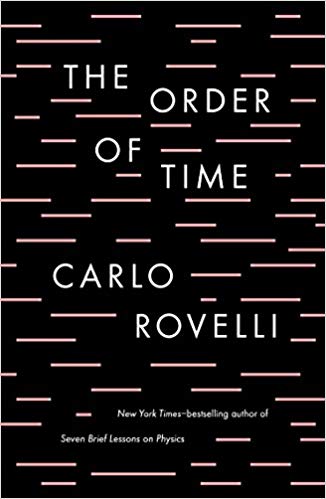 THE
ORDER
OF
TIME
CARLO
ROVELLI
New York Times–bestselling author of
Seven Brief Lessons on Physics